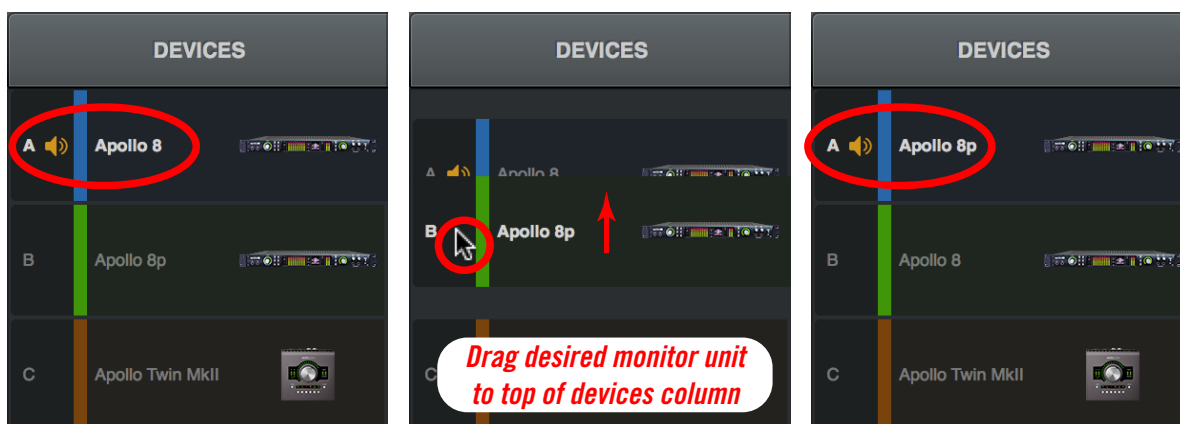 DEVICES
A Apollo 8
B Apollo 8p
C Apollo Twin MkII
DEVICES
A Apollo 8
B Apollo 8p
C
Drag desired monitor unit
to top of devices column
DEVICES
A Apollo 8p
B Apollo 8
C Apollo Twin MkII